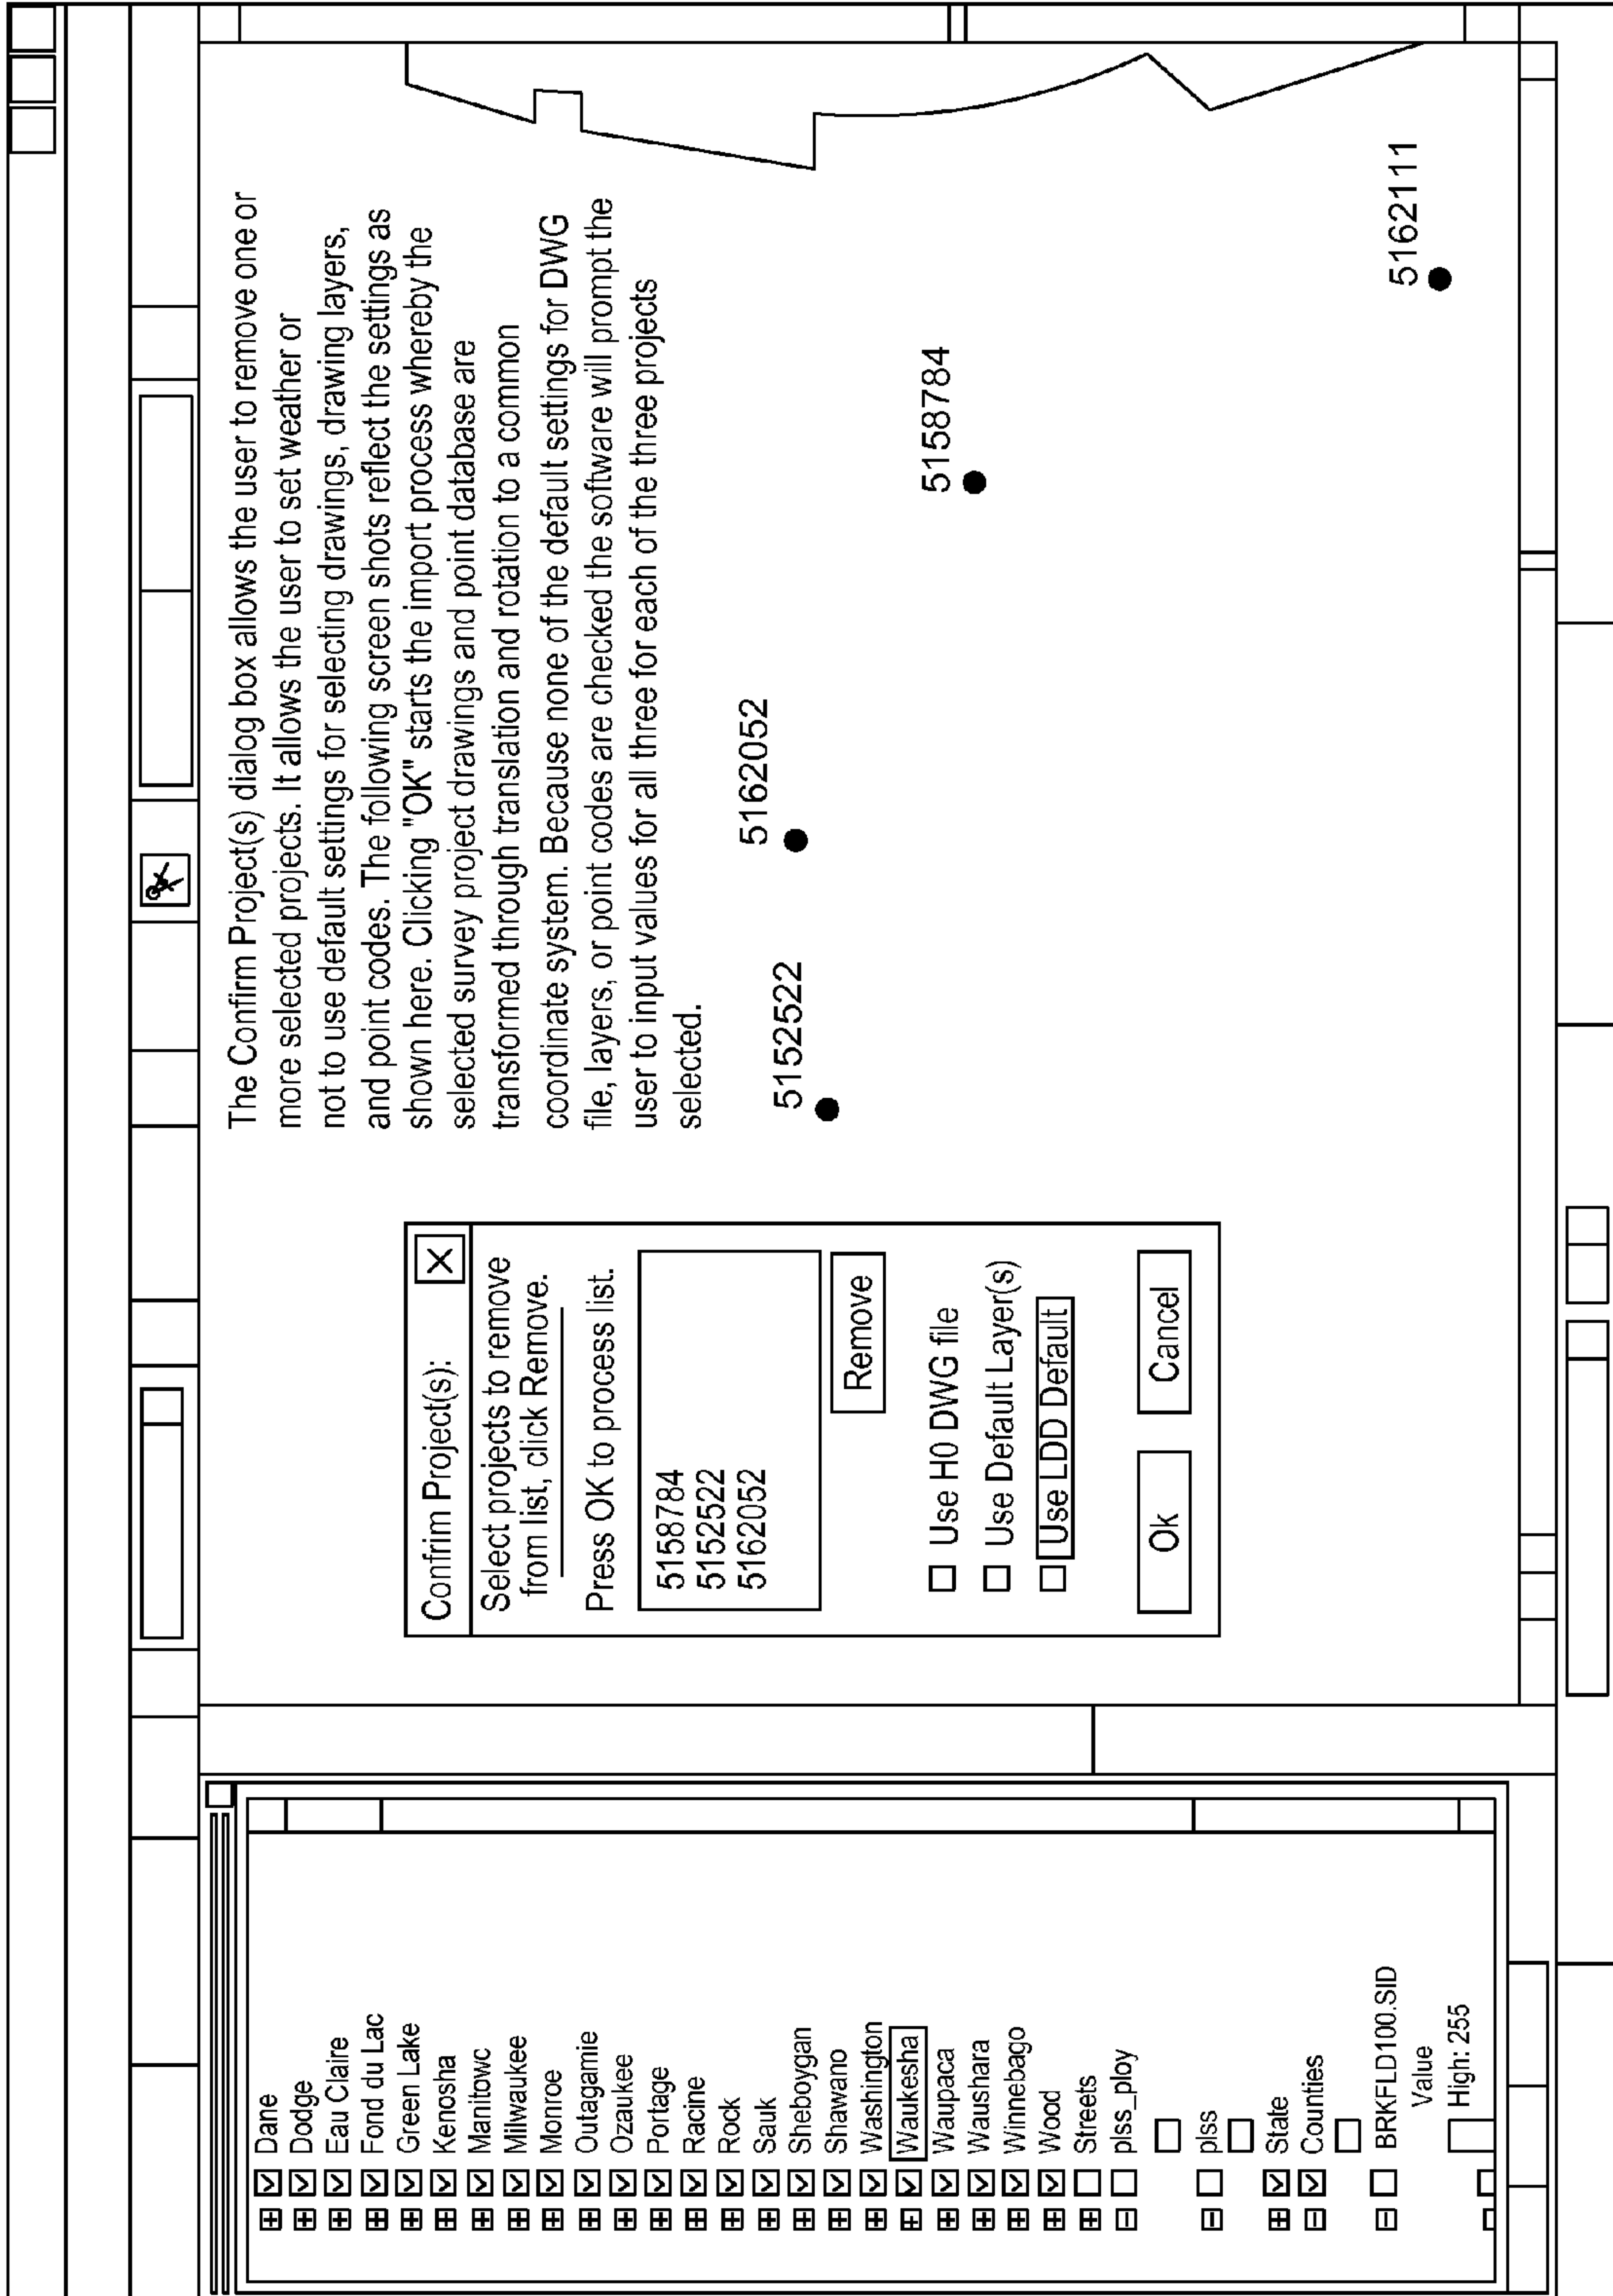 Dane
Dodge
Eau Claire
Fond du Lac
Green Lake
Kenosha
Manitowc
Milwaukee
Monroe
Outagamie
Ozaukee
Portage
Racine
Rock
Sauk
Sheboygan
Shawano
Washington
Waukesha
Waupaca
Waushara
Winnebago
Wood
Streets
plss_ploy
plss
State
Counties
BRKFLD100.SID
Value
High: 255
Confrim Project(s):
X
Select projects to remove
from list, click Remove.
Press OK to process list.
5158784
5152522
5162052
Remove
Use H0 DWG file
Use Default Layer(s)
Use LDD Default
Ok
Cancel
The Confirm Project(s) dialog box allows the user to remove one or
more selected projects. It allows the user to set weather or
not to use default settings for selecting drawings, drawing layers,
and point codes. The following screen shots reflect the settings as
shown here. Clicking "OK" starts the import process whereby the
selected survey project drawings and point database are
transformed through translation and rotation to a common
coordinate system. Because none of the default settings for DWG
file, layers, or point codes are checked the software will prompt the
user to input values for all three for each of the three projects
selected.
5152522
5162052
5158784
5162111